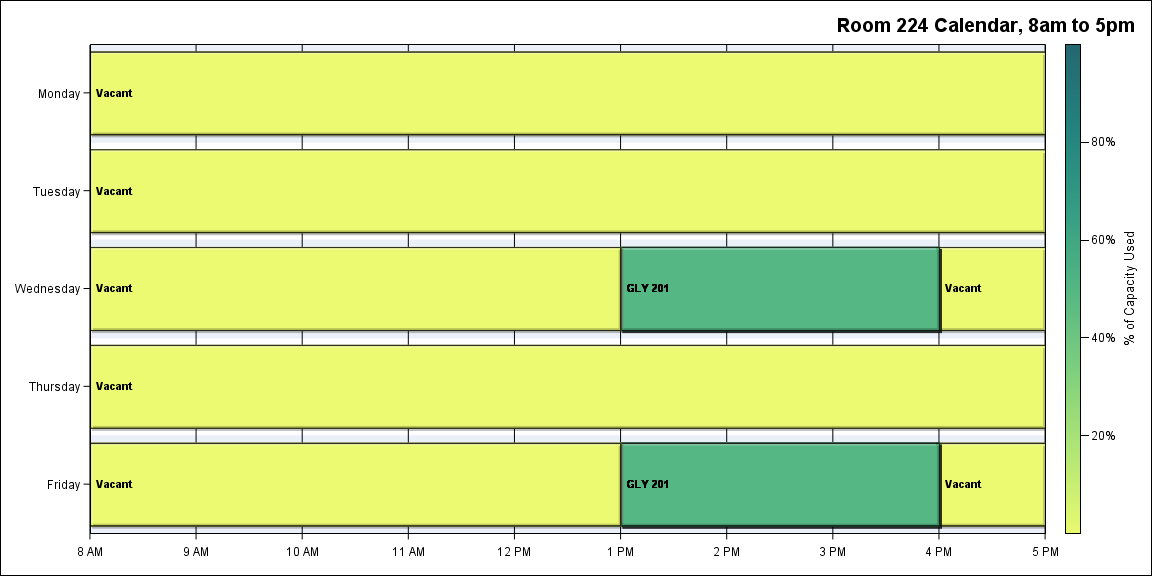 Room 224 Calendar, 8am to 5pm
Monday
Vacant
80%
Tuesday
Vacant
60%
% of Capacity Used
Wednesday
Vacant
GLY 201
Vacant
40%
Thursday
Vacant
20%
Friday
Vacant
GLY 201
Vacant
8 AM 9 AM 10 AM 11 AM 12 PM 1 PM 2 PM 3 PM 4 PM 5 PM